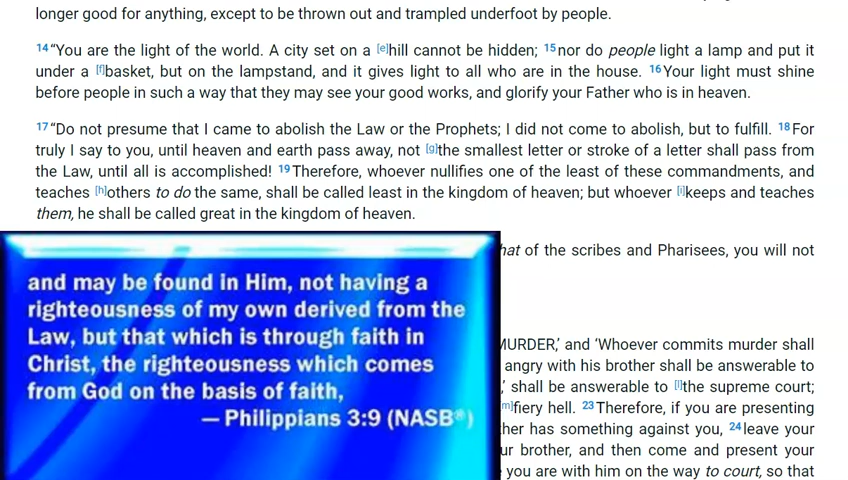 longer good for anything, except to be thrown out and trampled underfoot by people.
14 “You are the light of the world. A city set on a [e]hill cannot be hidden; 15 nor do people light a lamp and put it
under a [f]basket, but on the lampstand, and it gives light to all who are in the house. 16 Your light must shine
before people in such a way that they may see your good works, and glorify your Father who is in heaven.
17 “Do not presume that I came to abolish the Law or the Prophets; I did not come to abolish, but to fulfill. 18 For
truly I say to you, until heaven and earth pass away, not [g]the smallest letter or stroke of a letter shall pass from
the Law, until all is accomplished! 19 Therefore, whoever nullifies one of the least of these commandments, and
teaches [h]others to do the same, shall be called least in the kingdom of heaven; but whoever [i]keeps and teaches
them, he shall be called great in the kingdom of heaven.
of the scribes and Pharisees, you will not
and may be found in Him, not having a
righteousness of my own derived from the
Law, but that which is through faith in
Christ, the righteousness which comes
from God on the basis of faith,
— Philippians 3:9 (NASB®)
MURDER,’ and ‘Whoever commits murder shall
angry with his brother shall be answerable to
’ shall be answerable to [l]the supreme court;
[m]fiery hell. 23 Therefore, if you are presenting
has something against you, 24 leave your
brother, and then come and present your
you are with him on the way to court, so that